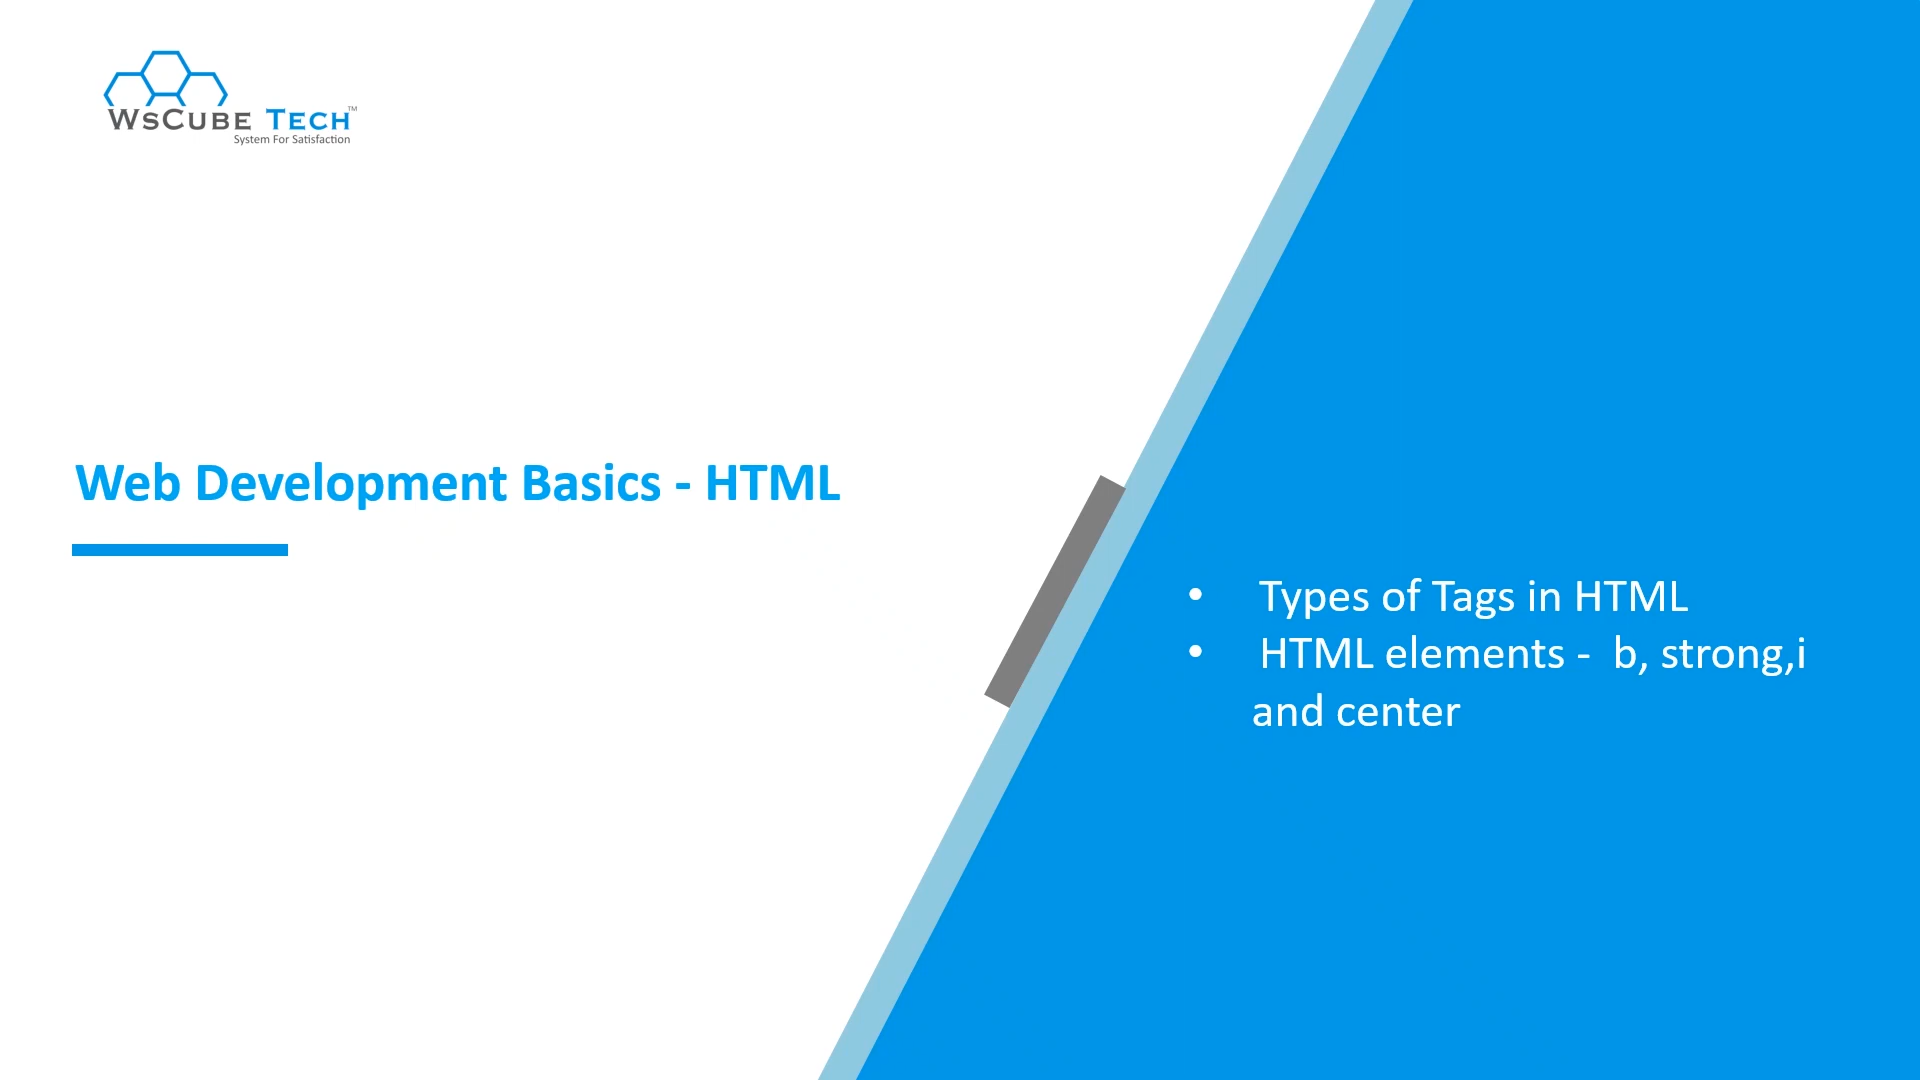 WsCube Tech™
System For Satisfaction
Web Development Basics - HTML
• Types of Tags in HTML
• HTML elements - b, strong,i
and center